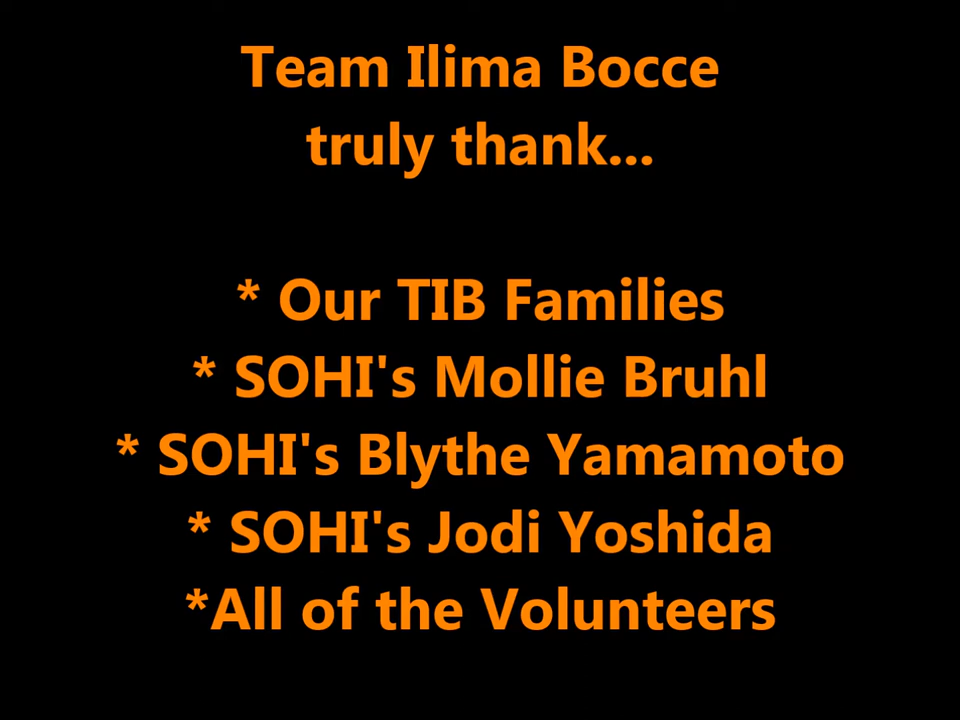 Team Ilima Bocce
truly thank...
* Our TIB Families
* SOHI's Mollie Bruhl
* SOHI's Blythe Yamamoto
* SOHI's Jodi Yoshida
*All of the Volunteers